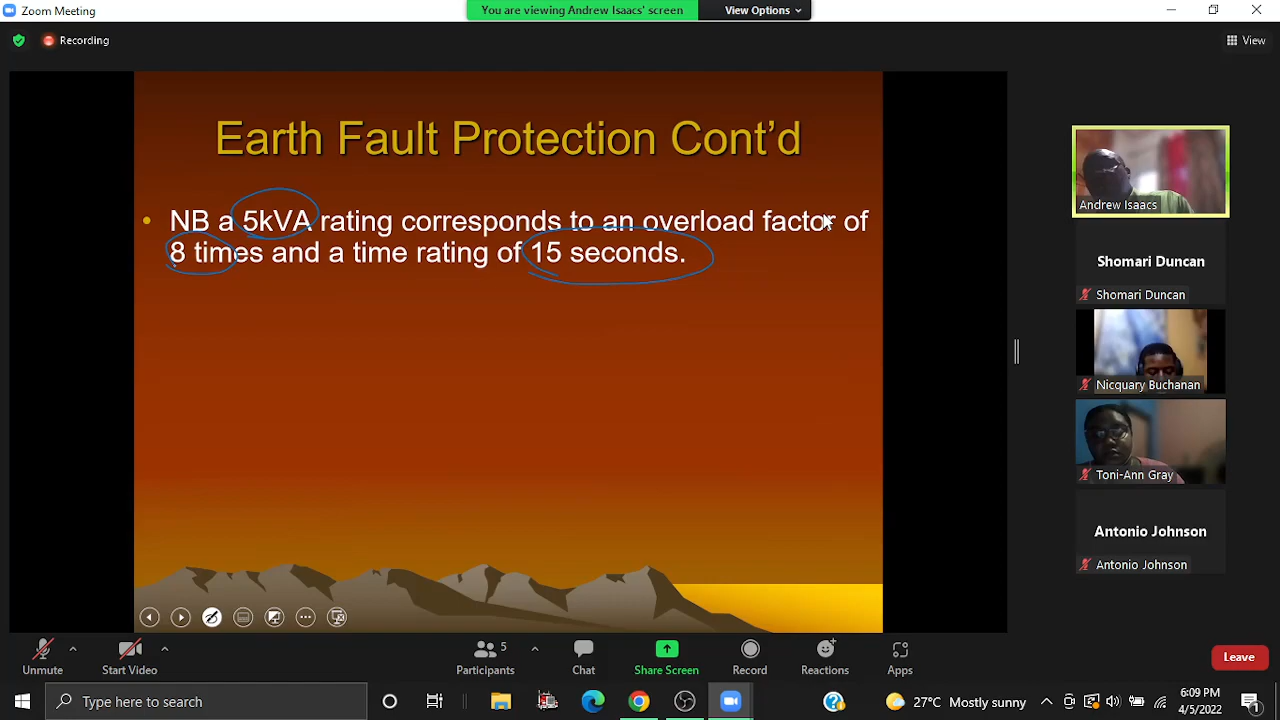 Zoom Meeting
You are viewing Andrew Isaacs' screen
View Options
Recording
View
Earth Fault Protection Cont'd
NB a 5kVA rating corresponds to an overload factor of
8 times and a time rating of 15 seconds.
Andrew Isaacs
Shomari Duncan
Shomari Duncan
Nicquary Buchanan
Toni-Ann Gray
Antonio Johnson
Antonio Johnson
Unmute
Start Video
5
Participants
Chat
Share Screen
Record
Reactions
Apps
Leave
Type here to search
27°C Mostly sunny
6:09 PM
4/5/2022
1